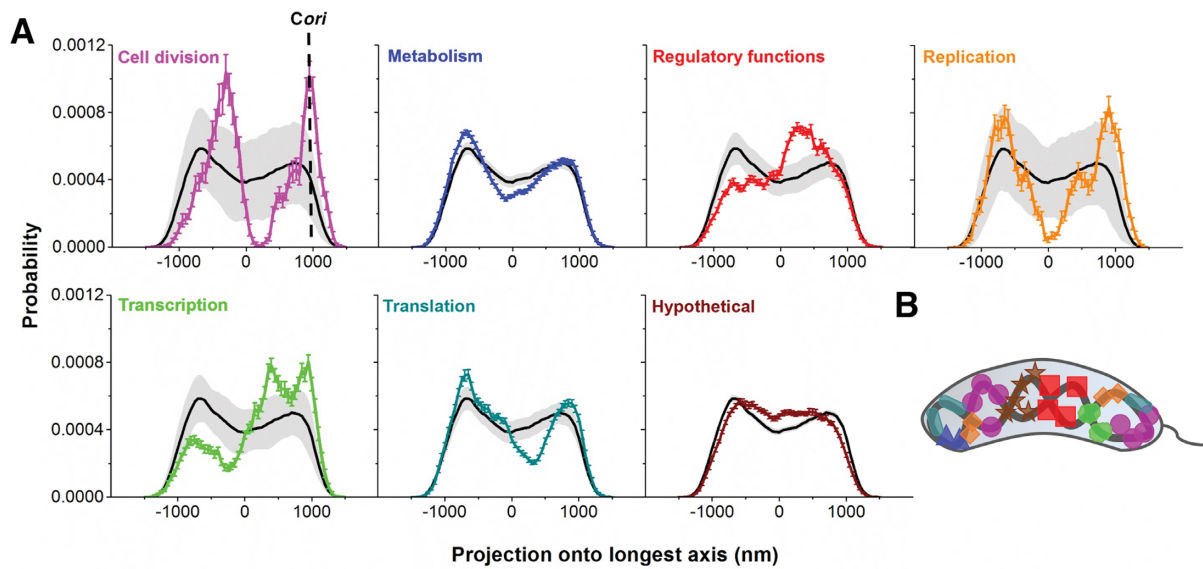 A
Cori
Cell division
Metabolism
Regulatory functions
Replication
0.0012
0.0008
0.0004
0.0000
-1000 0 1000
-1000 0 1000
-1000 0 1000
-1000 0 1000
Probability
Transcription
Translation
Hypothetical
B
0.0012
0.0008
0.0004
0.0000
-1000 0 1000
-1000 0 1000
-1000 0 1000
Projection onto longest axis (nm)